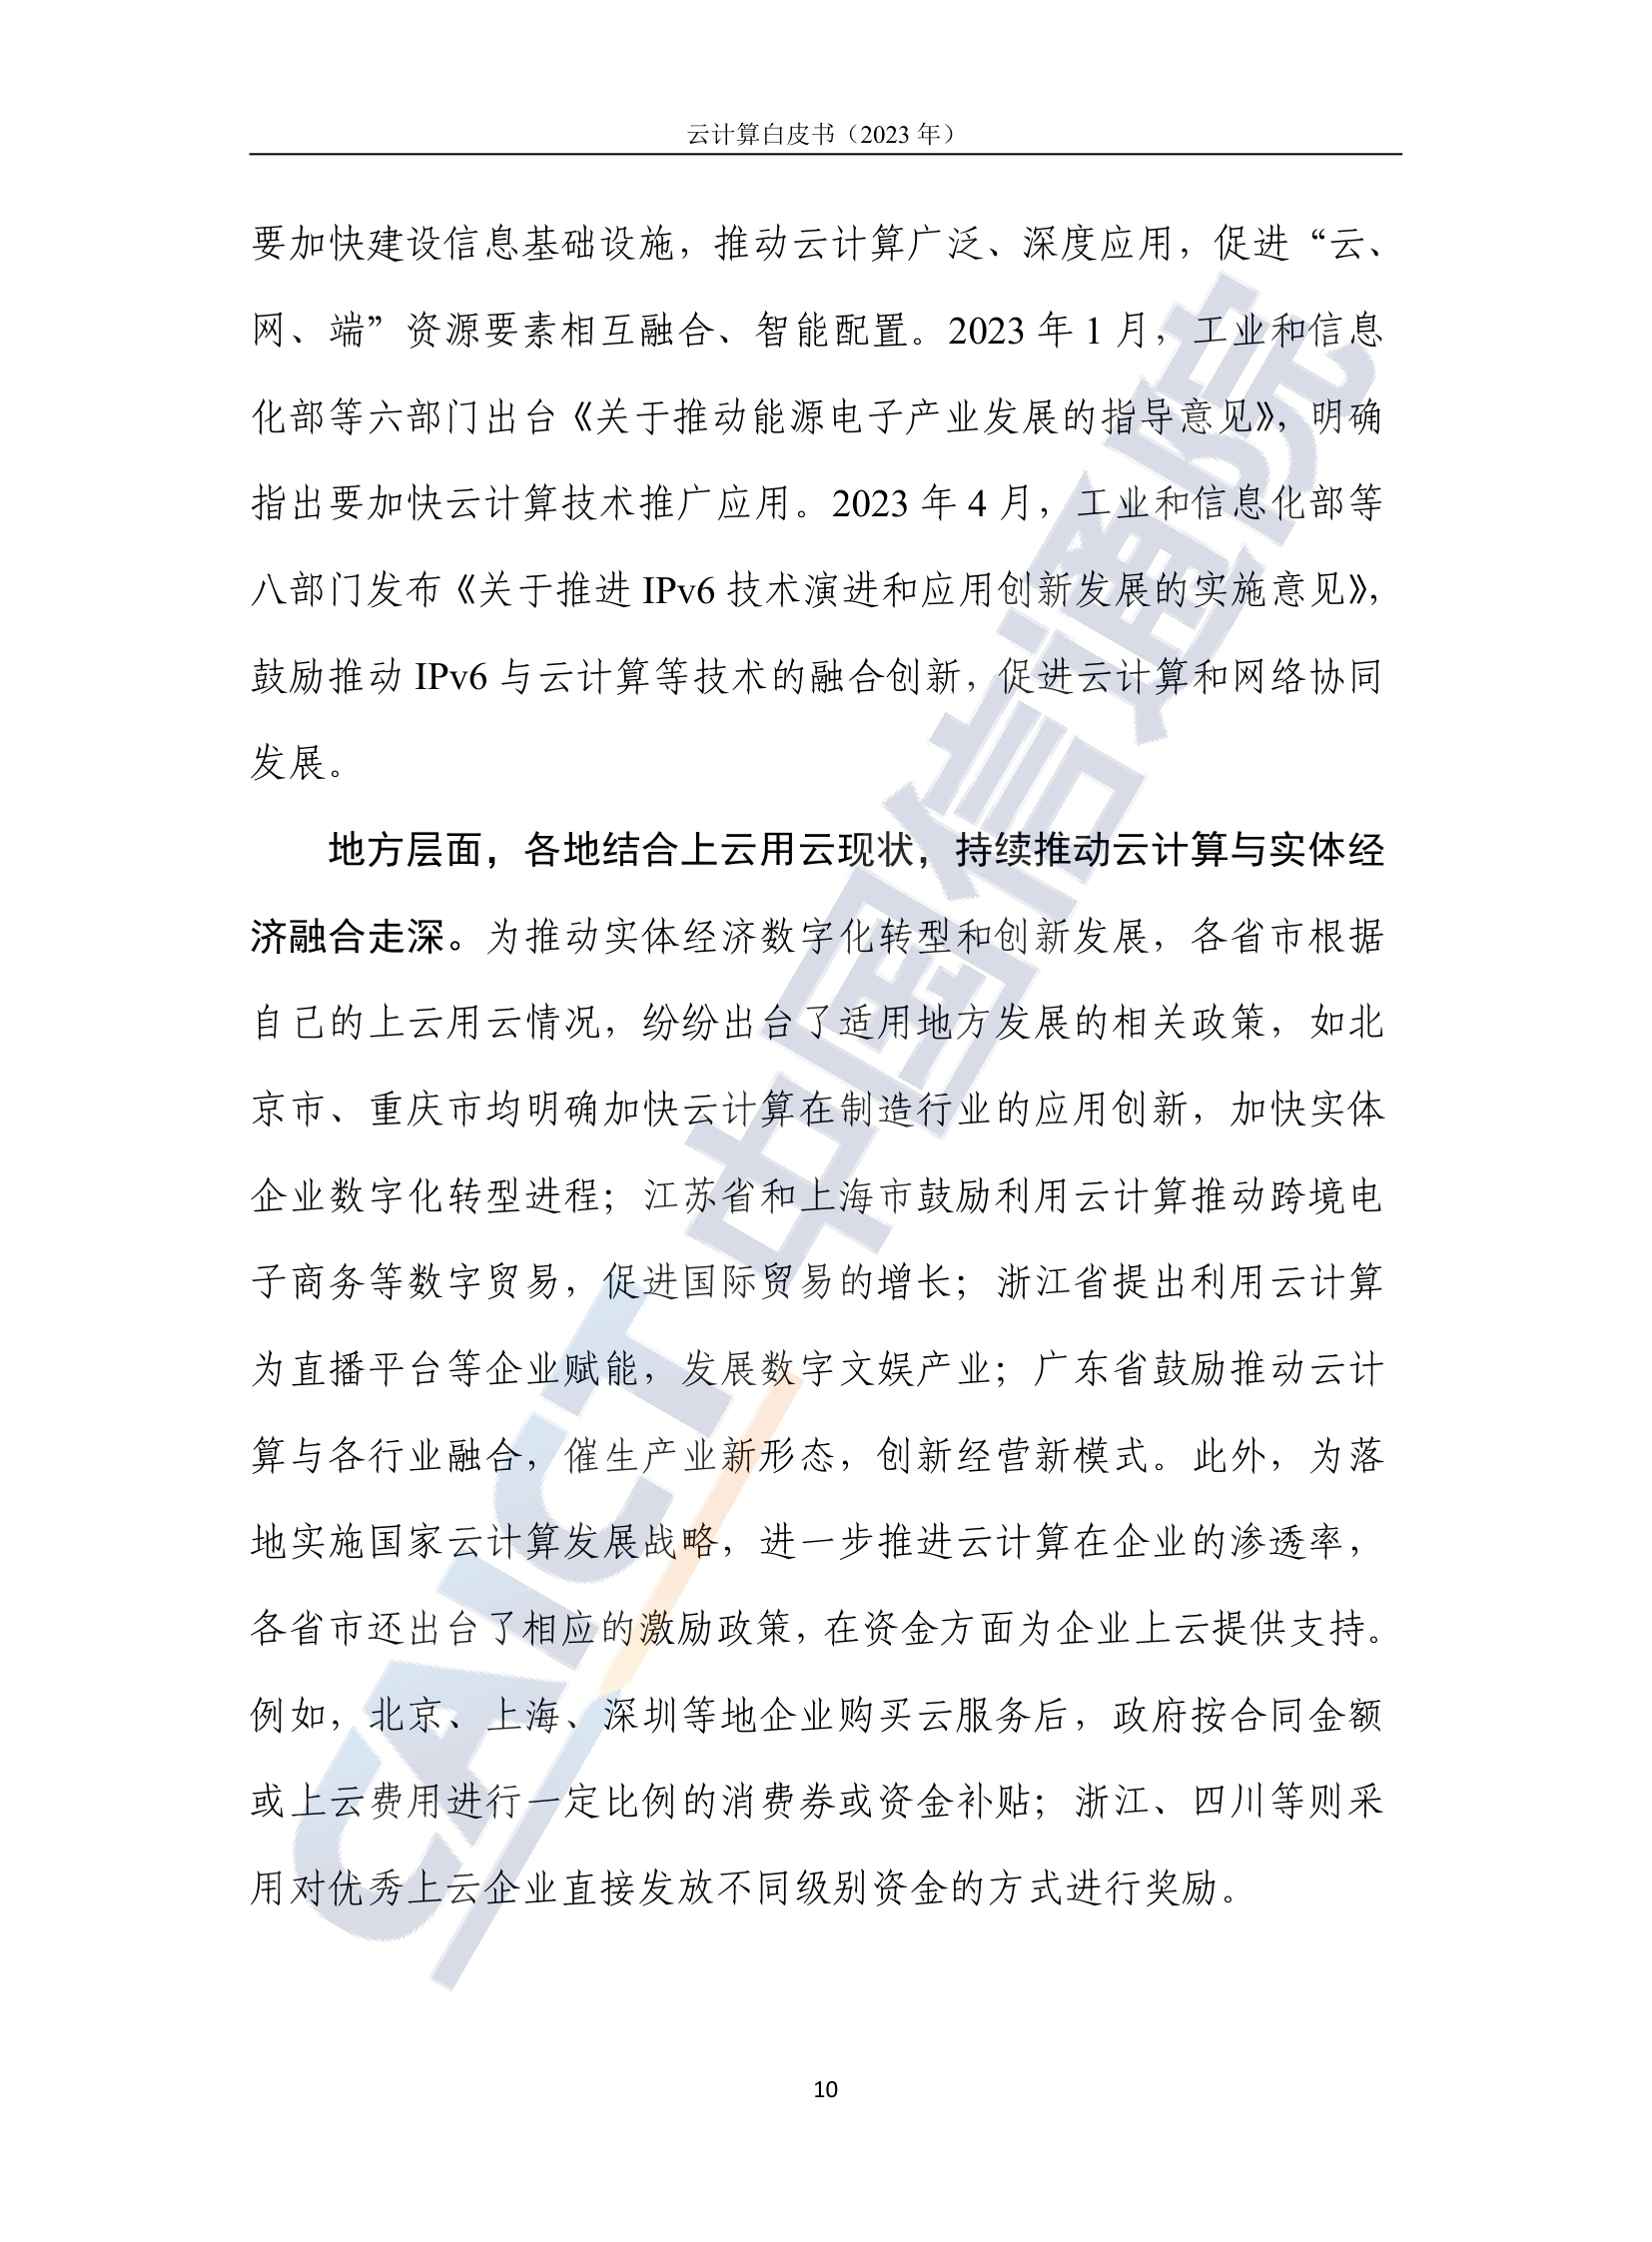 云计算白皮书（2023 年）
要加快建设信息基础设施，推动云计算广泛、深度应用，促进“云、
网、端”资源要素相互融合、智能配置。2023 年 1 月，工业和信息
化部等六部门出台《关于推动能源电子产业发展的指导意见》，明确
指出要加快云计算技术推广应用。2023 年 4 月，工业和信息化部等
八部门发布《关于推进 IPv6 技术演进和应用创新发展的实施意见》，
鼓励推动 IPv6 与云计算等技术的融合创新，促进云计算和网络协同
发展。
地方层面，各地结合上云用云现状，持续推动云计算与实体经
济融合走深。为推动实体经济数字化转型和创新发展，各省市根据
自己的上云用云情况，纷纷出台了适用地方发展的相关政策，如北
京市、重庆市均明确加快云计算在制造行业的应用创新，加快实体
企业数字化转型进程；江苏省和上海市鼓励利用云计算推动跨境电
子商务等数字贸易，促进国际贸易的增长；浙江省提出利用云计算
为直播平台等企业赋能，发展数字文娱产业；广东省鼓励推动云计
算与各行业融合，催生产业新形态，创新经营新模式。此外，为落
地实施国家云计算发展战略，进一步推进云计算在企业的渗透率，
各省市还出台了相应的激励政策，在资金方面为企业上云提供支持。
例如，北京、上海、深圳等地企业购买云服务后，政府按合同金额
或上云费用进行一定比例的消费券或资金补贴；浙江、四川等则采
用对优秀上云企业直接发放不同级别资金的方式进行奖励。
CAICT 中国信通院
10